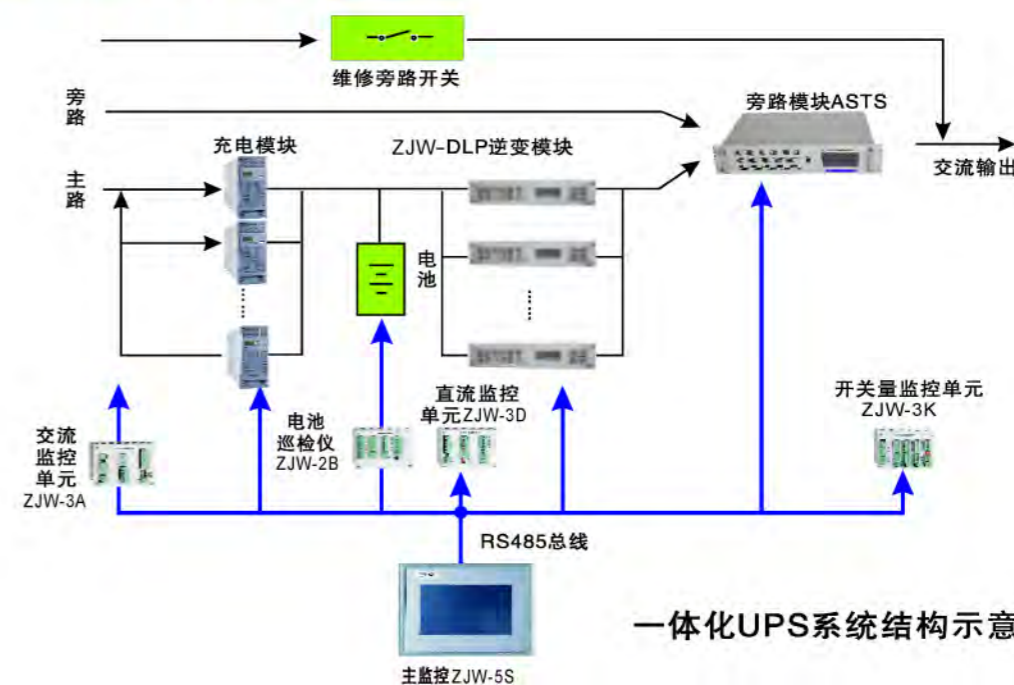 维修旁路开关
旁路
旁路模块ASTS
充电模块
ZJW-DLP逆变模块
交流输出
主路
电池
直流监控
单元ZJW-3D
开关量监控单元
ZJW-3K
电池
巡检仪
ZJW-2B
交流
监控
单元
ZJW-3A
RS485总线
一体化UPS系统结构示意
主监控ZJW-5S